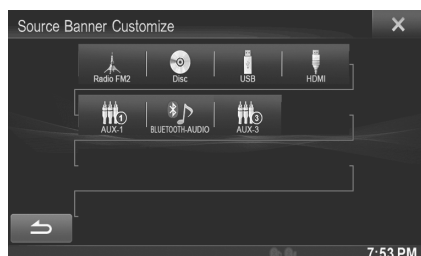 Source Banner Customize
Radio FM2 Disc USB HDMI
AUX-1 BLUETOOTH-AUDIO AUX-3
7:53 PM